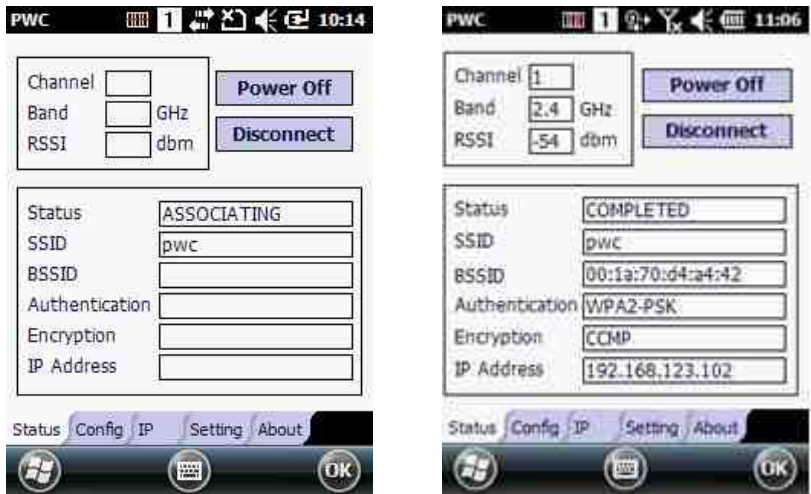 PWC 1 10:14
Channel
Power Off
Band GHz
RSSI dbm
Disconnect
Status ASSOCIATING
SSID pwc
BSSID
Authentication
Encryption
IP Address
Status Config IP Setting About
OK
PWC 1 11:06
Channel 1
Power Off
Band 2.4 GHz
RSSI -54 dbm
Disconnect
Status COMPLETED
SSID pwc
BSSID 00:1a:70:d4:a4:42
Authentication WPA2-PSK
Encryption CCMP
IP Address 192.168.123.102
Status Config IP Setting About
OK